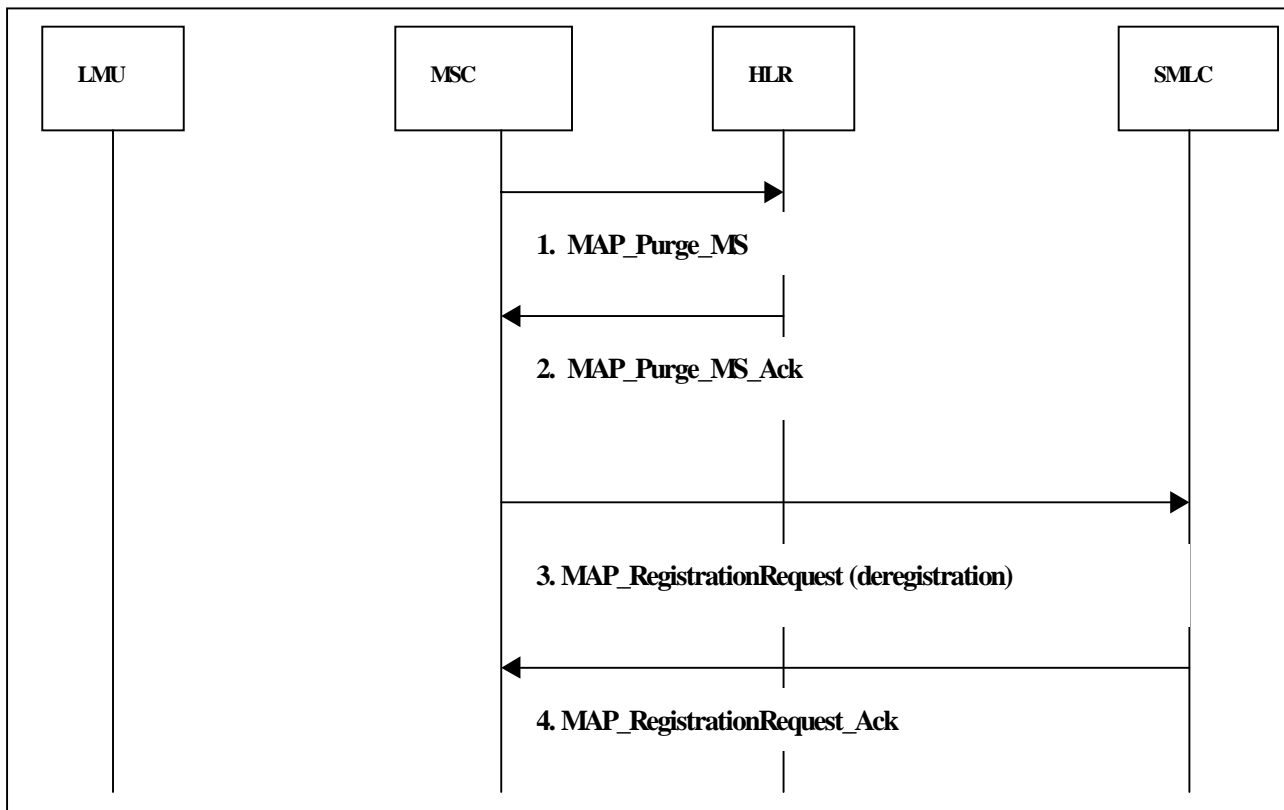 LMU
MSC
HLR
SMLC
1. MAP_Purge_MS
2. MAP_Purge_MS_Ack
3. MAP_RegistrationRequest (deregistration)
4. MAP_RegistrationRequest_Ack